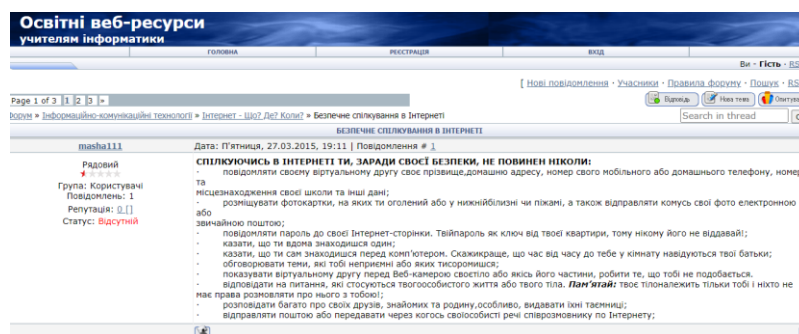 Освітні веб-ресурси
учителям інформатики
ГОЛОВНА РЕЄСТРАЦІЯ ВХІД
Ви - Гість · RS
[ Нові повідомлення · Учасники · Правила форуму · Пошук · RS
Page 1 of 3 1 2 3 »
Відповідь Нова тема Опитува
Форум » Інформаційно-комунікаційні технології » Інтернет - Що? Де? Коли? » Безпечне спілкування в Інтернеті
Search in thread
БЕЗПЕЧНЕ СПІЛКУВАННЯ В ІНТЕРНЕТІ
masha111
Дата: П'ятниця, 27.03.2015, 19:11 | Повідомлення # 1
Рядовий
Група: Користувачі
Повідомлень: 1
Репутація: 0 []
Статус: Відсутній
СПІЛКУЮЧИСЬ В ІНТЕРНЕТІ ТИ, ЗАРАДИ СВОЄЇ БЕЗПЕКИ, НЕ ПОВИНЕН НІКОЛИ:
· повідомляти своєму віртуальному другу своє прізвище,домашню адресу, номер свого мобільного або домашнього телефону, номер
та
місцезнаходження своєї школи та інші дані;
· розміщувати фотокартки, на яких ти оголений або у нижнійбілизні чи піжамі, а також відправляти комусь свої фото електронною
або
звичайною поштою;
· повідомляти пароль до своєї Інтернет-сторінки. Твійпароль як ключ від твоєї квартири, тому нікому його не віддавай!;
· казати, що ти вдома знаходишся один;
· казати, що ти сам знаходишся перед комп'ютером. Скажикраще, що час від часу до тебе у кімнату навідуються твої батьки;
· обговорювати теми, які тобі неприємні або яких тисоромишся;
· показувати віртуальному другу перед Веб-камерою своєтіло або якісь його частини, робити те, що тобі не подобається.
· відповідати на питання, які стосуються твогоособистого життя або твого тіла. Пам'ятай: твоє тілоналежить тільки тобі і ніхто не
має права розмовляти про нього з тобою!;
· розповідати багато про своїх друзів, знайомих та родину,особливо, видавати їхні таємниці;
· відправляти поштою або передавати через когось своїособисті речі співрозмовнику по Інтернету;